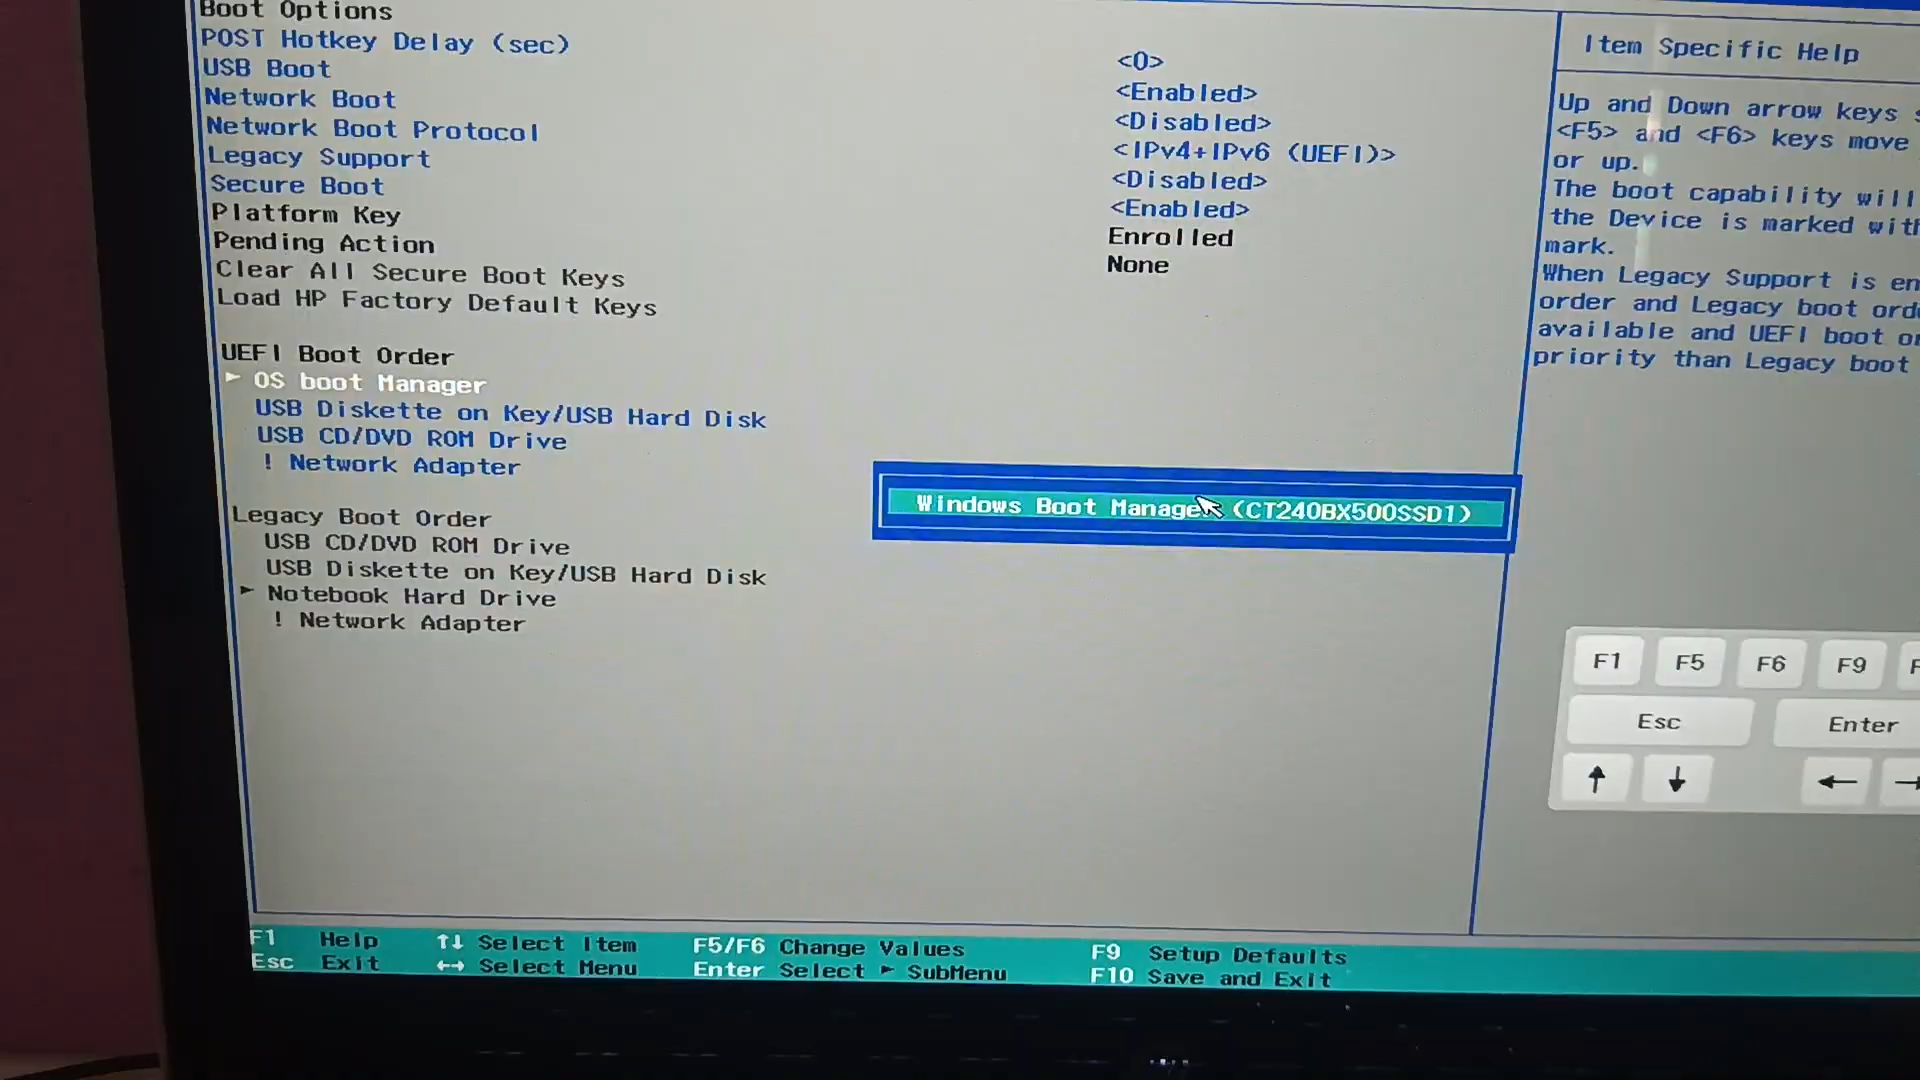 Boot Options
POST Hotkey Delay (sec) <0>
USB Boot <Enabled>
Network Boot <Disabled>
Network Boot Protocol <IPv4+IPv6 (UEFI)>
Legacy Support <Disabled>
Secure Boot <Enabled>
Platform Key Enrolled
Pending Action None
Clear All Secure Boot Keys
Load HP Factory Default Keys
UEFI Boot Order
► OS boot Manager
USB Diskette on Key/USB Hard Disk
USB CD/DVD ROM Drive
! Network Adapter
Legacy Boot Order
USB CD/DVD ROM Drive
USB Diskette on Key/USB Hard Disk
► Notebook Hard Drive
! Network Adapter
Windows Boot Manager (CT240BX500SSD1)
Item Specific Help
Up and Down arrow keys
<F5> and <F6> keys move
or up.
The boot capability will
the Device is marked with
mark.
When Legacy Support is
order and Legacy boot
available and UEFI boot
priority than Legacy boot
F1 F5 F6 F9
Esc Enter
↑ ↓ ← →
F1 Help ↑↓ Select Item F5/F6 Change Values F9 Setup Defaults
Esc Exit ↔ Select Menu Enter Select ► SubMenu F10 Save and Exit